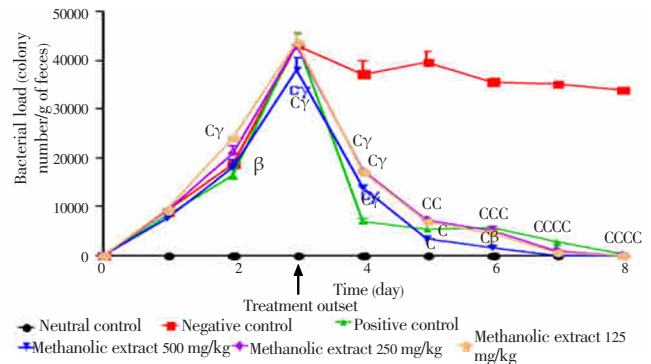 Bacterial load (colony
number/g of feces)
50000
40000
30000
20000
10000
0
Cγ
β
Cγ
Cγ
Cγ
Cγ
CC
C
C
CCC
Cβ
CCCC
CCCC
0
2
4
6
8
Time (day)
Treatment outset
Neutral control
Negative control
Positive control
Methanolic extract 500 mg/kg
Methanolic extract 250 mg/kg
Methanolic extract 125
mg/kg